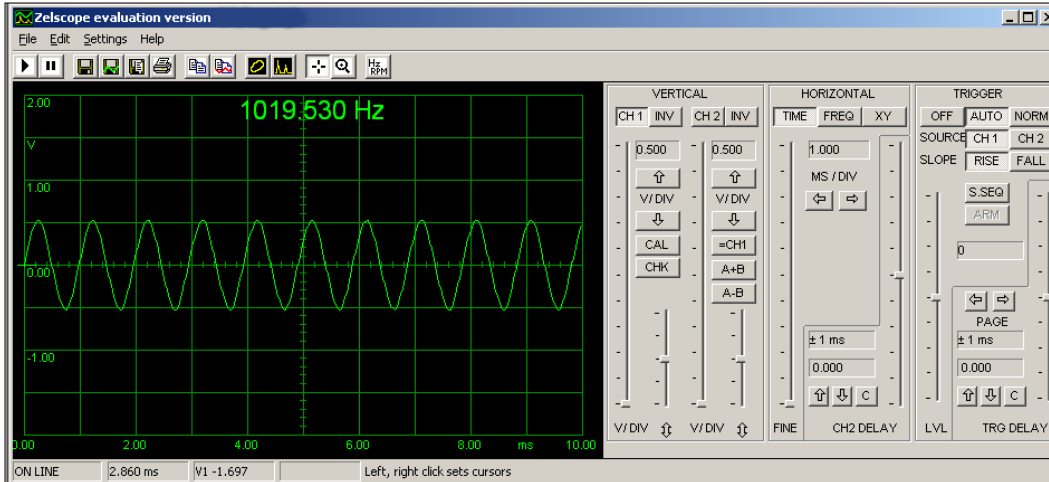 Zelscope evaluation version
File Edit Settings Help
Hz
RPM
1019.530 Hz
2.00
V
1.00
0.00
-1.00
0.00 2.00 4.00 6.00 8.00 ms 10.00
VERTICAL
CH 1 INV CH 2 INV
0.500 0.500
V/DIV V/DIV
CAL =CH1
CHK A+B
A-B
V/DIV V/DIV
HORIZONTAL
TIME FREQ XY
1.000
MS / DIV
± 1 ms
0.000
C
FINE CH2 DELAY
TRIGGER
OFF AUTO NORM
SOURCE CH 1 CH 2
SLOPE RISE FALL
S.SEQ
ARM
0
PAGE
± 1 ms
0.000
C
LVL TRG DELAY
ON LINE 2.860 ms V1 -1.697 Left, right click sets cursors